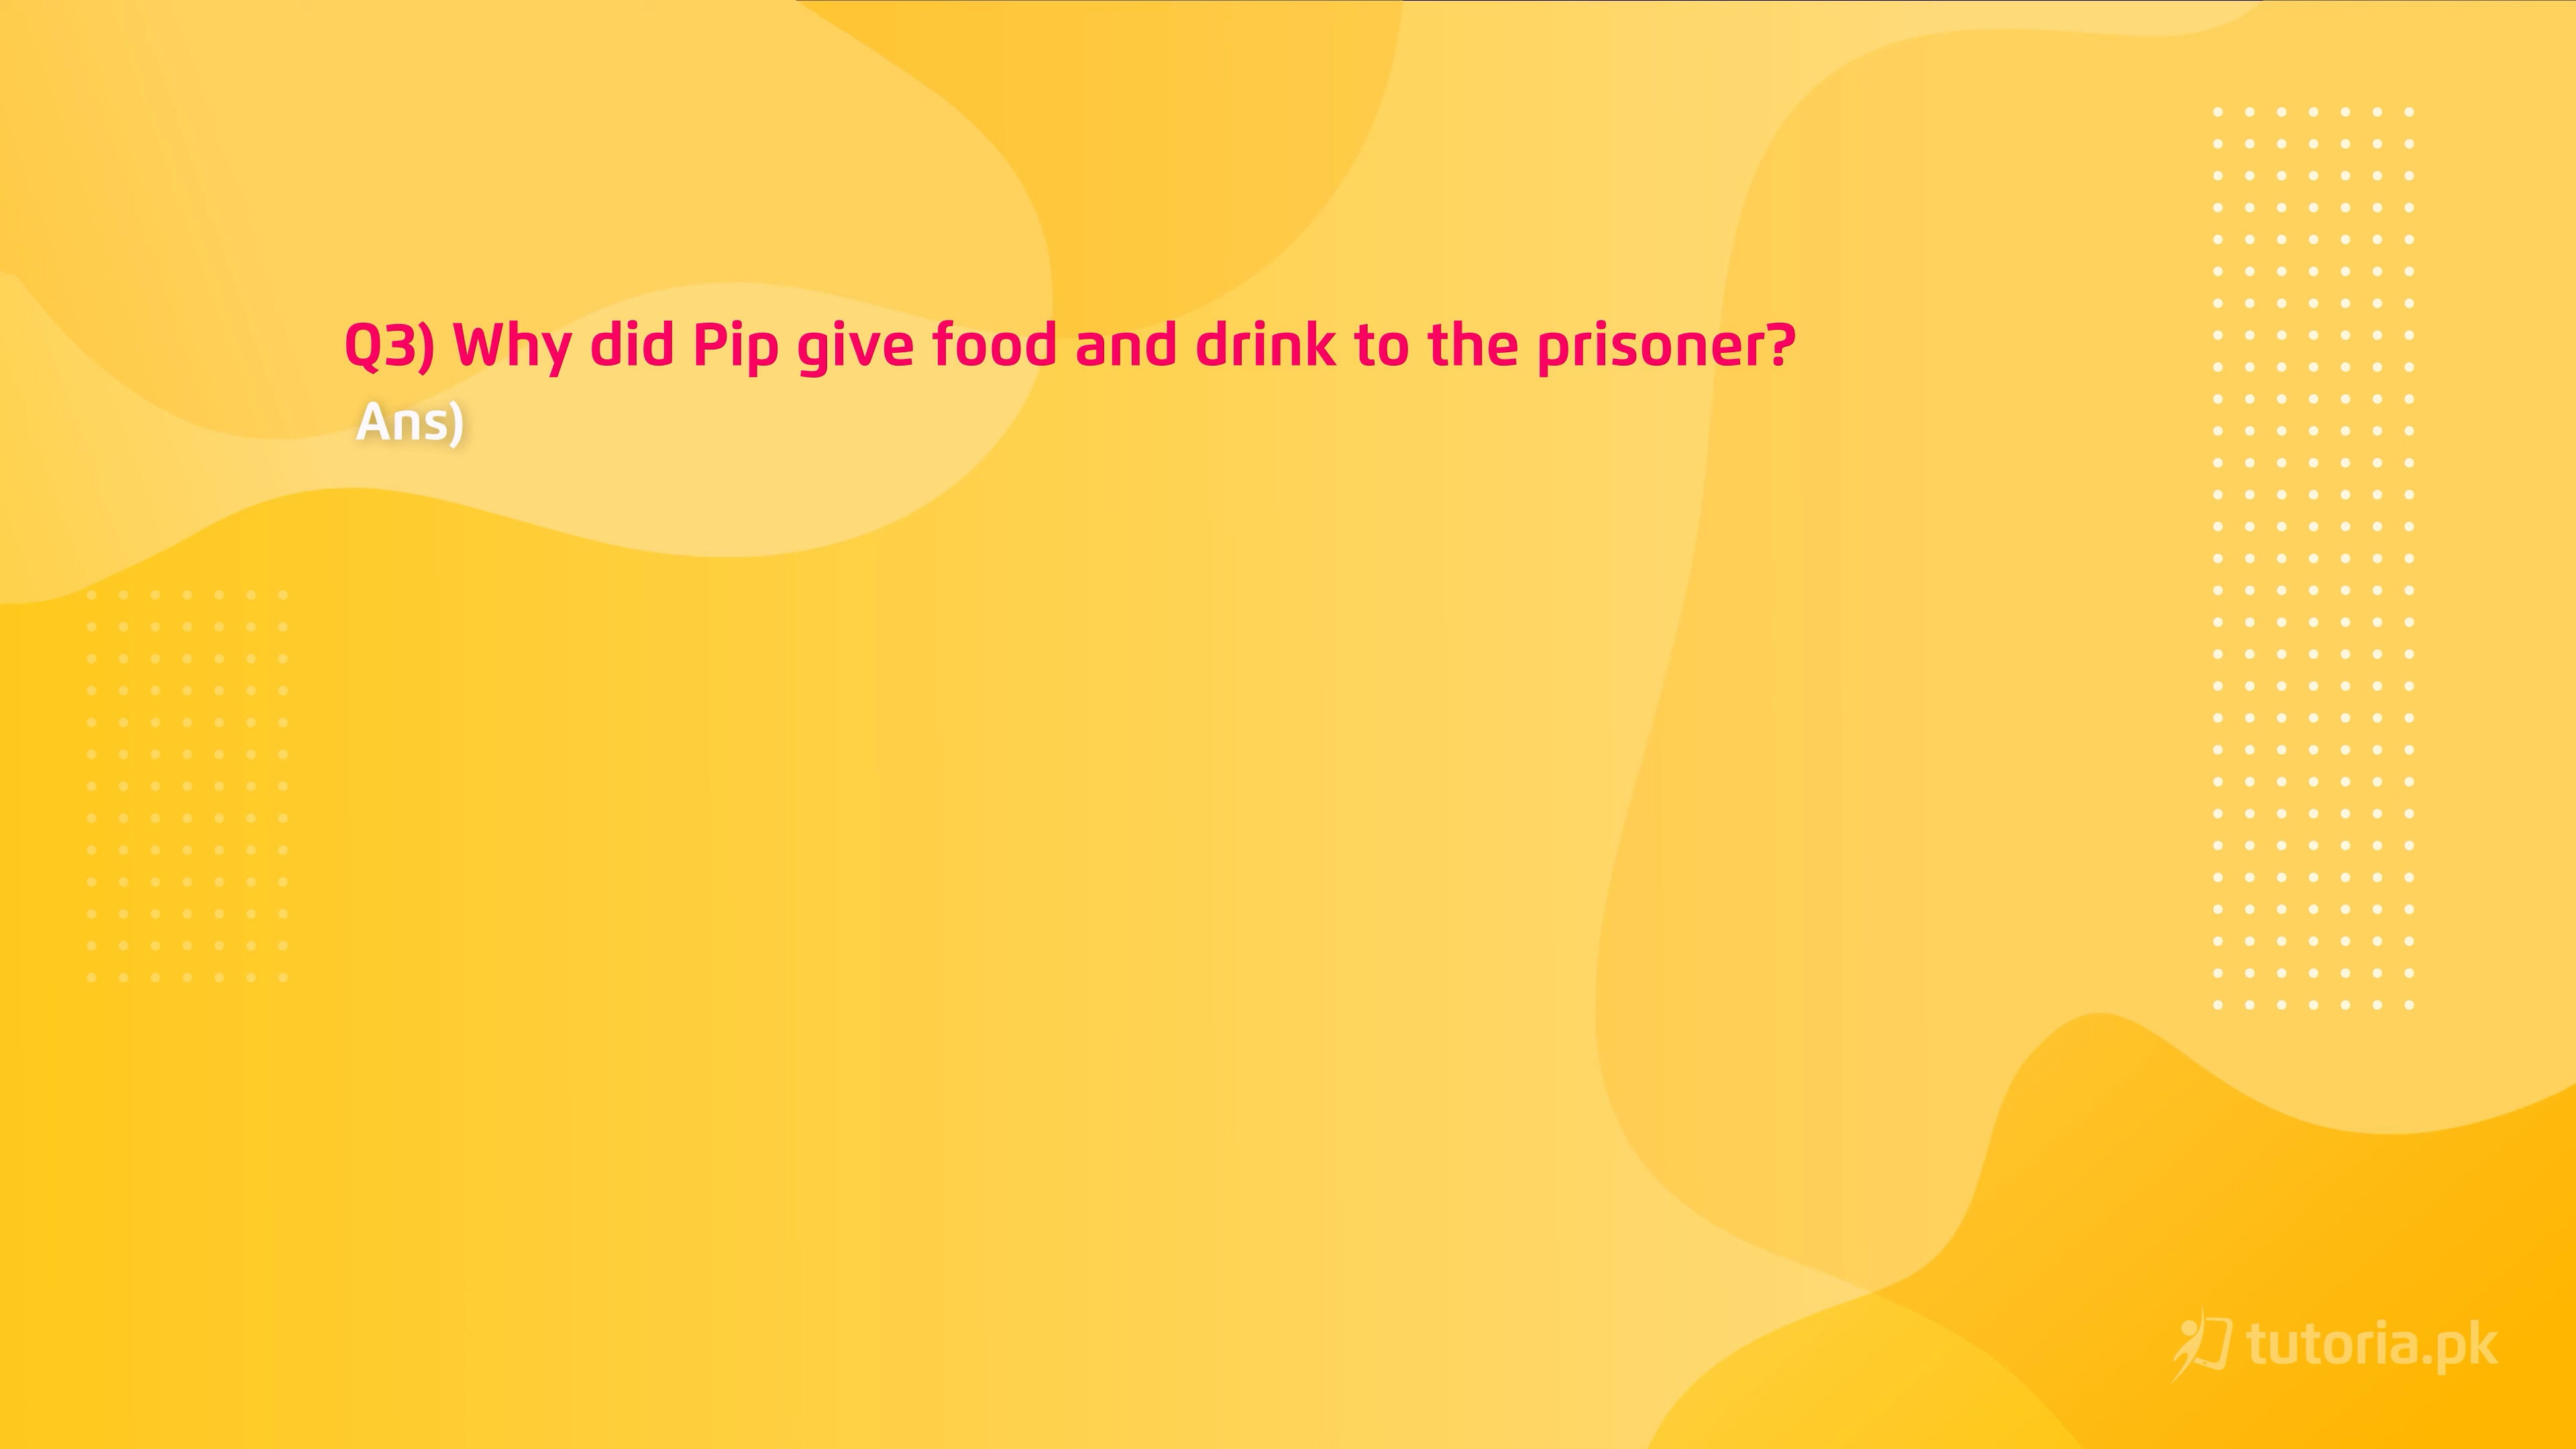 Q3) Why did Pip give food and drink to the prisoner?
Ans)
tutoria.pk